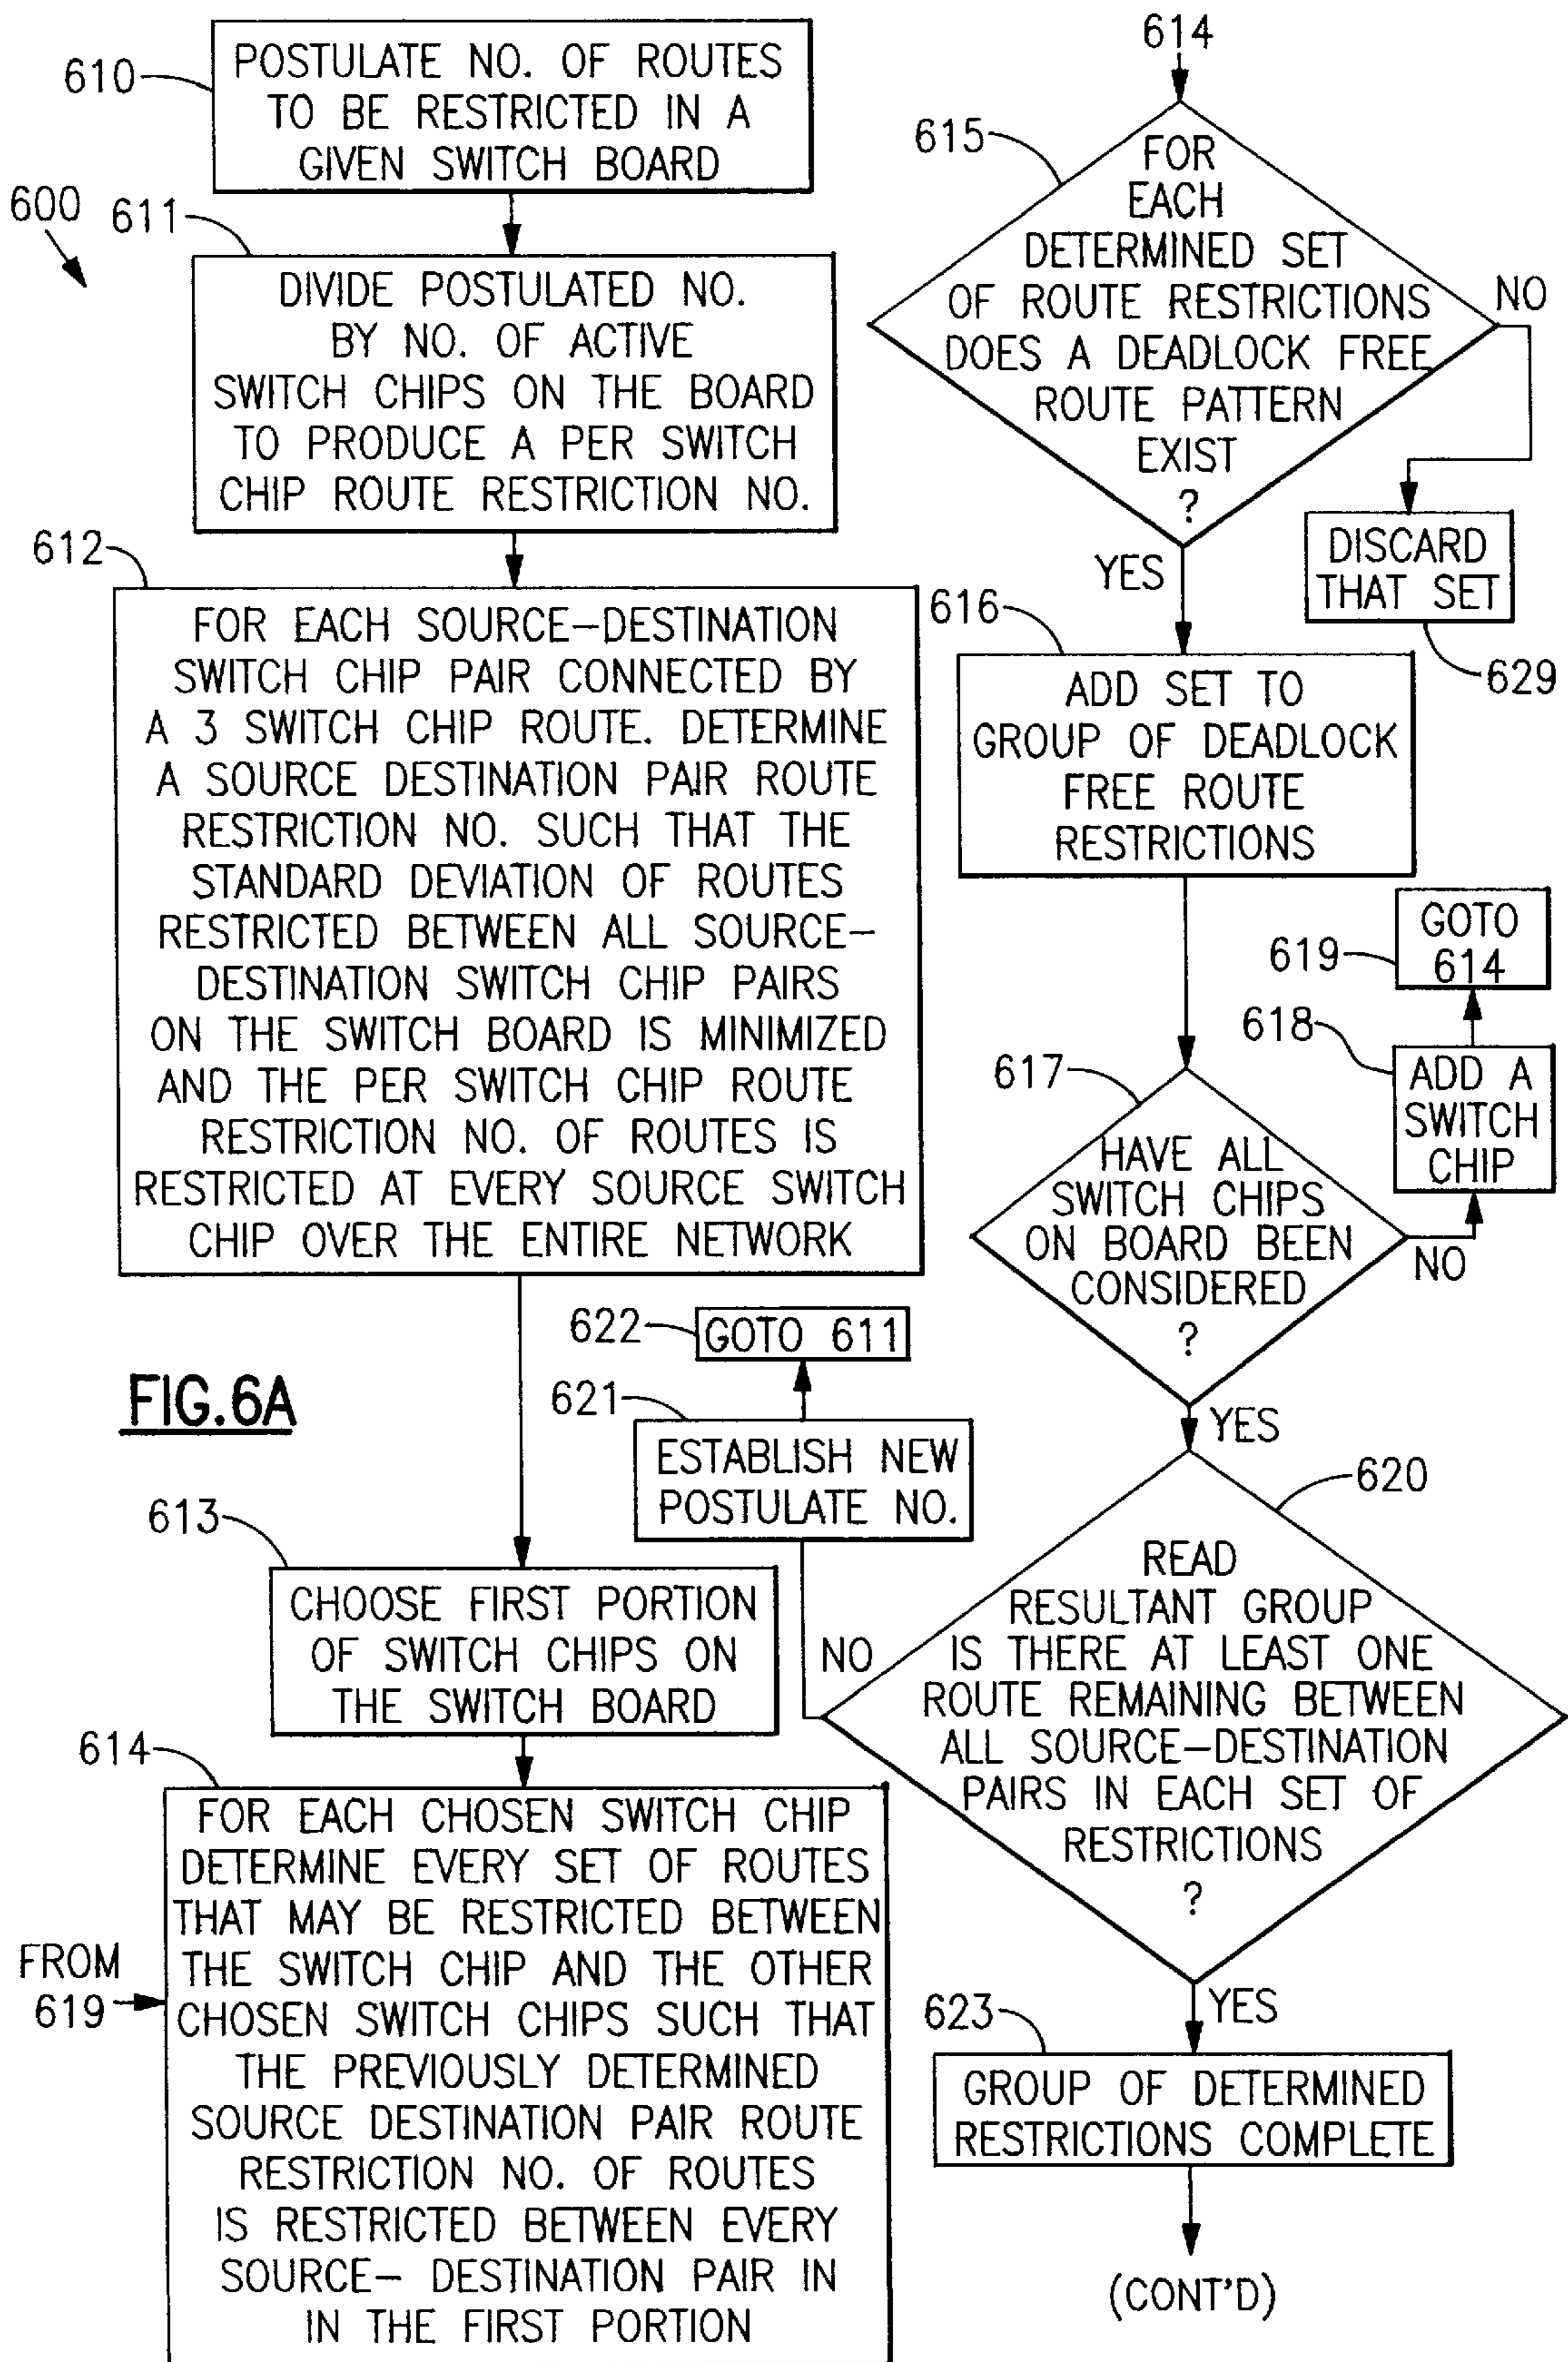 610
POSTULATE NO. OF ROUTES
TO BE RESTRICTED IN A
GIVEN SWITCH BOARD
600
611
DIVIDE POSTULATED NO.
BY NO. OF ACTIVE
SWITCH CHIPS ON THE BOARD
TO PRODUCE A PER SWITCH
CHIP ROUTE RESTRICTION NO.
612
FOR EACH SOURCE-DESTINATION
SWITCH CHIP PAIR CONNECTED BY
A 3 SWITCH CHIP ROUTE. DETERMINE
A SOURCE DESTINATION PAIR ROUTE
RESTRICTION NO. SUCH THAT THE
STANDARD DEVIATION OF ROUTES
RESTRICTED BETWEEN ALL SOURCE-
DESTINATION SWITCH CHIP PAIRS
ON THE SWITCH BOARD IS MINIMIZED
AND THE PER SWITCH CHIP ROUTE
RESTRICTION NO. OF ROUTES IS
RESTRICTED AT EVERY SOURCE SWITCH
CHIP OVER THE ENTIRE NETWORK
FIG.6A
613
CHOOSE FIRST PORTION
OF SWITCH CHIPS ON
THE SWITCH BOARD
614
FOR EACH CHOSEN SWITCH CHIP
DETERMINE EVERY SET OF ROUTES
THAT MAY BE RESTRICTED BETWEEN
THE SWITCH CHIP AND THE OTHER
CHOSEN SWITCH CHIPS SUCH THAT
THE PREVIOUSLY DETERMINED
SOURCE DESTINATION PAIR ROUTE
RESTRICTION NO. OF ROUTES
IS RESTRICTED BETWEEN EVERY
SOURCE- DESTINATION PAIR IN
IN THE FIRST PORTION
FROM
619
614
615
FOR
EACH
DETERMINED SET
OF ROUTE RESTRICTIONS
DOES A DEADLOCK FREE
ROUTE PATTERN
EXIST
?
NO
DISCARD
THAT SET
629
YES
616
ADD SET TO
GROUP OF DEADLOCK
FREE ROUTE
RESTRICTIONS
617
HAVE ALL
SWITCH CHIPS
ON BOARD BEEN
CONSIDERED
?
NO
618
ADD A
SWITCH
CHIP
619
GOTO
614
YES
620
READ
RESULTANT GROUP
IS THERE AT LEAST ONE
ROUTE REMAINING BETWEEN
ALL SOURCE-DESTINATION
PAIRS IN EACH SET OF
RESTRICTIONS
?
NO
621
ESTABLISH NEW
POSTULATE NO.
622
GOTO 611
YES
623
GROUP OF DETERMINED
RESTRICTIONS COMPLETE
(CONT'D)